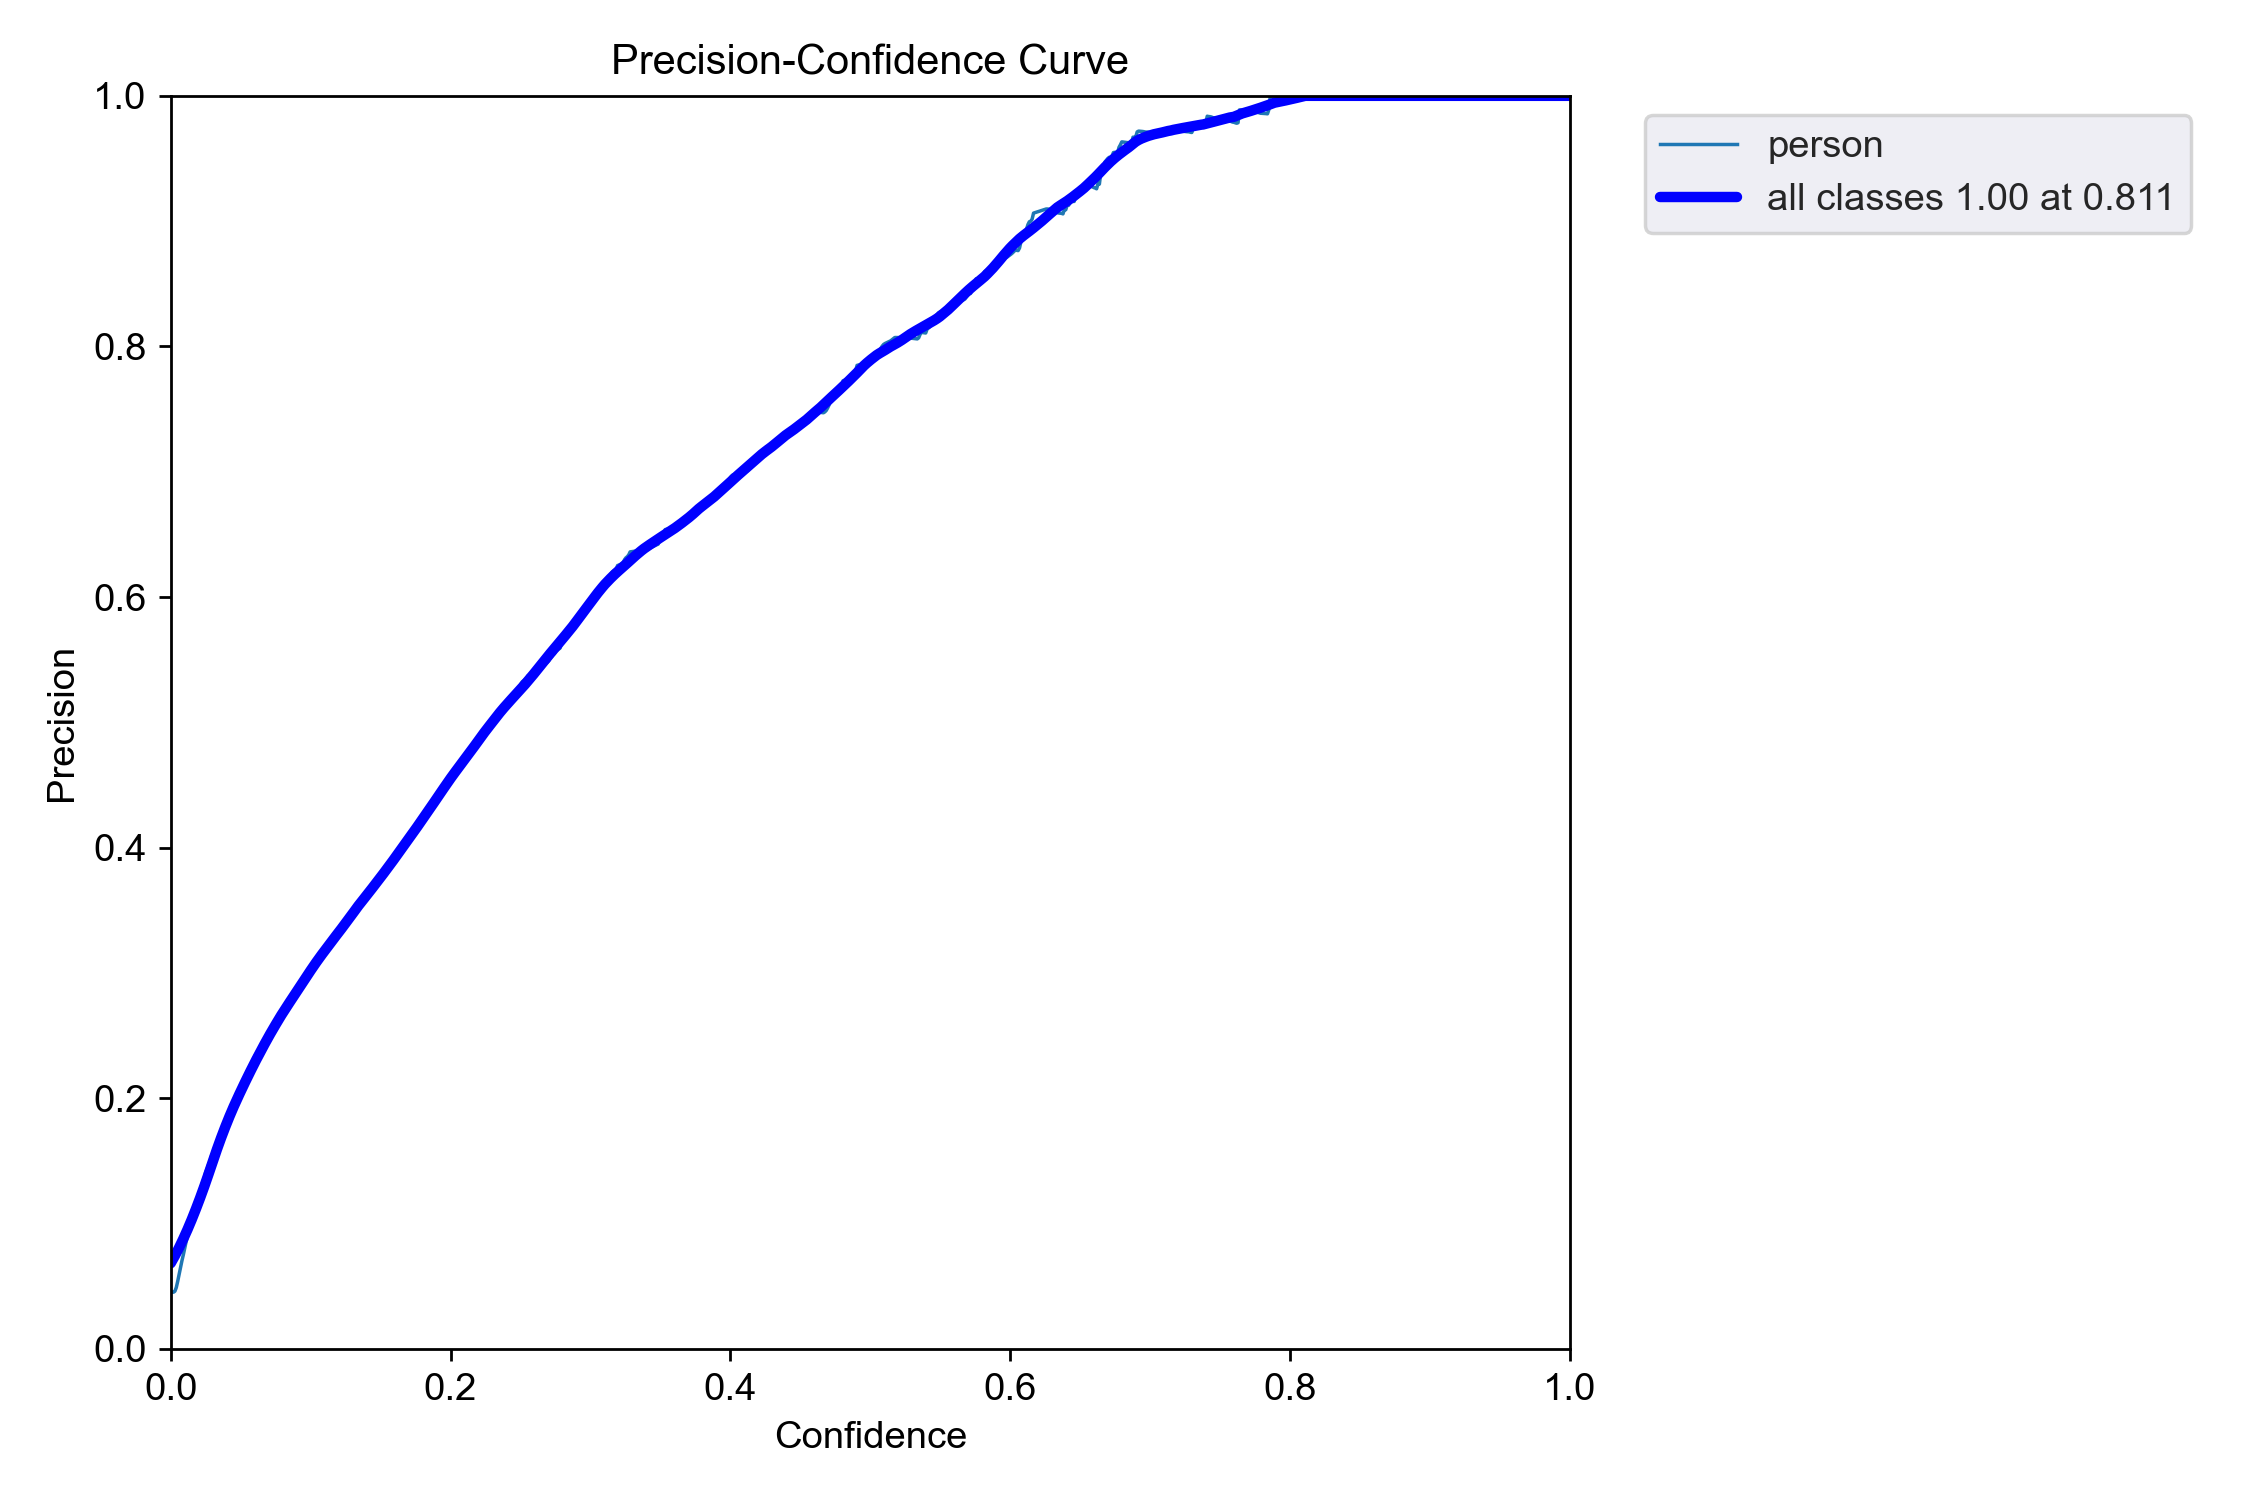 Precision-Confidence Curve
1.0
0.8
0.6
0.4
0.2
0.0
Precision
0.0 0.2 0.4 0.6 0.8 1.0
Confidence
person
all classes 1.00 at 0.811